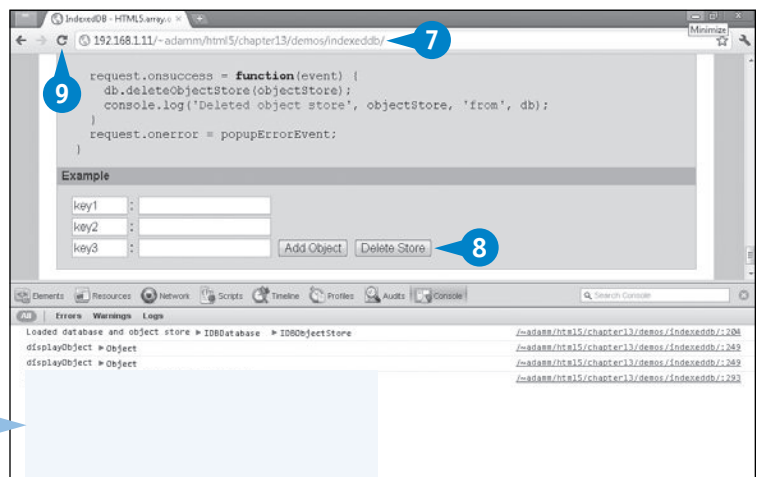 IndexedDB - HTML5.array.c ×
Minimize
192.168.1.11/~adamm/html5/chapter13/demos/indexeddb/
7
9
request.onsuccess = function(event) {
db.deleteObjectStore(objectStore);
console.log('Deleted object store', objectStore, 'from', db);
}
request.onerror = popupErrorEvent;
}
Example
key1 :
key2 :
key3 : Add Object Delete Store
8
Elements Resources Network Scripts Timeline Profiles Audits Console Search Console
All Errors Warnings Logs
Loaded database and object store ▶ IDBDatabase ▶ IDBObjectStore /~adamm/html5/chapter13/demos/indexeddb/:204
displayObject ▶ Object /~adamm/html5/chapter13/demos/indexeddb/:249
displayObject ▶ Object /~adamm/html5/chapter13/demos/indexeddb/:249
/~adamm/html5/chapter13/demos/indexeddb/:293